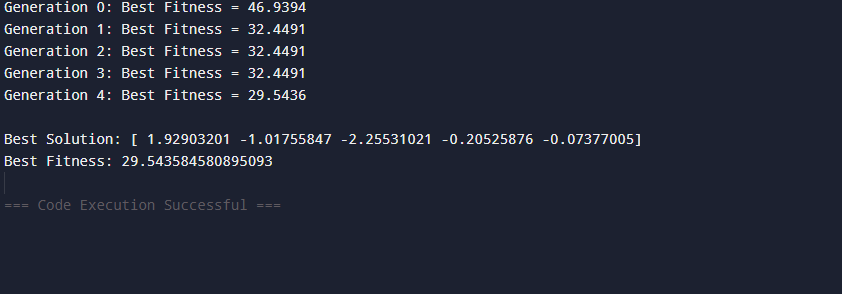 Generation 0: Best Fitness = 46.9394
Generation 1: Best Fitness = 32.4491
Generation 2: Best Fitness = 32.4491
Generation 3: Best Fitness = 32.4491
Generation 4: Best Fitness = 29.5436
Best Solution: [ 1.92903201 -1.01755847 -2.25531021 -0.20525876 -0.07377005]
Best Fitness: 29.543584580895093
=== Code Execution Successful ===